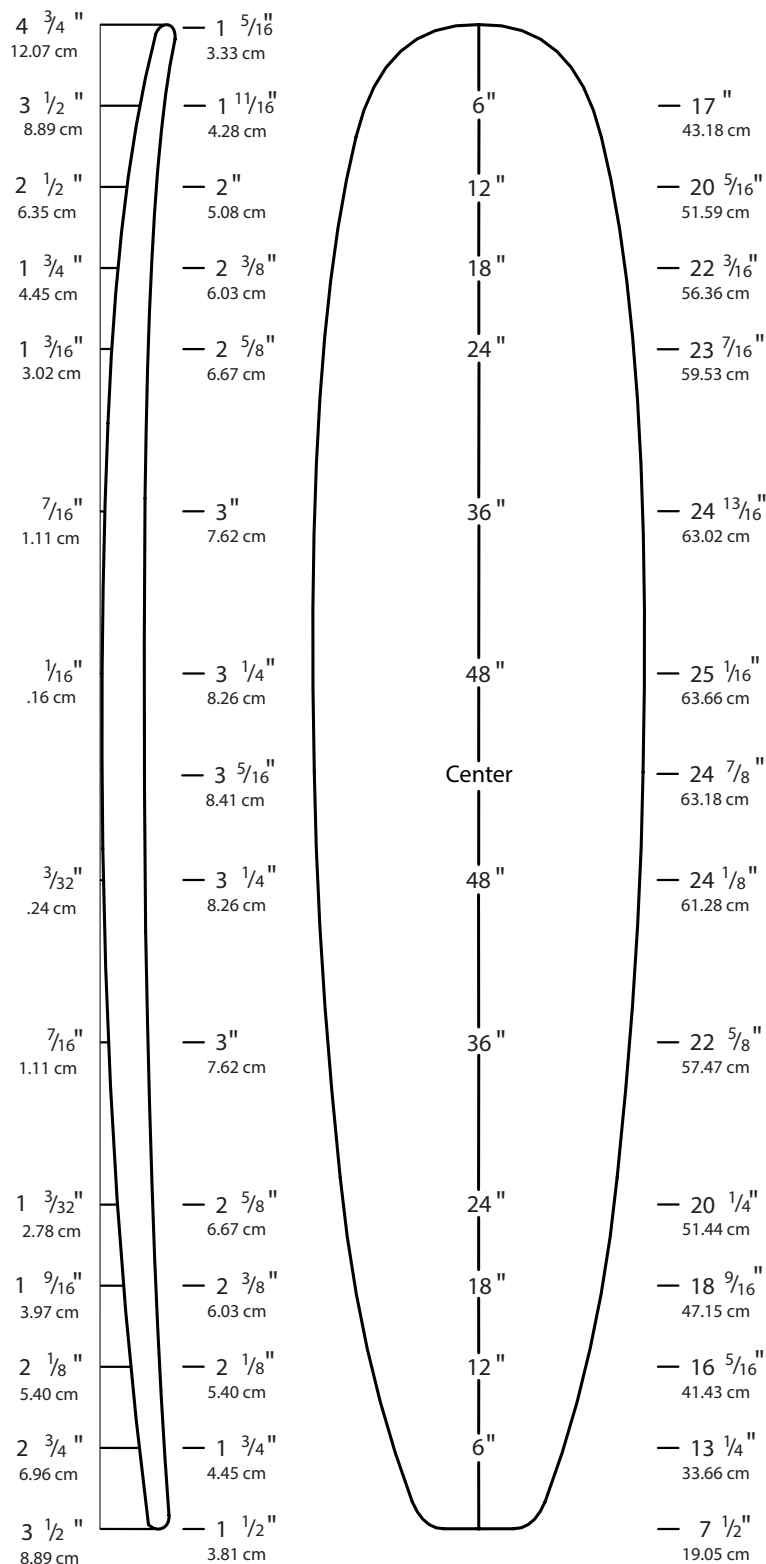 4 3/4" 1 5/16"
12.07 cm 3.33 cm
3 1/2" 1 11/16" 6" 17"
8.89 cm 4.28 cm 43.18 cm
2 1/2" 2" 12" 20 5/16"
6.35 cm 5.08 cm 51.59 cm
1 3/4" 2 3/8" 18" 22 3/16"
4.45 cm 6.03 cm 56.36 cm
1 3/16" 2 5/8" 24" 23 7/16"
3.02 cm 6.67 cm 59.53 cm
7/16" 3" 36" 24 13/16"
1.11 cm 7.62 cm 63.02 cm
1/16" 3 1/4" 48" 25 1/16"
.16 cm 8.26 cm 63.66 cm
3 5/16" Center 24 7/8"
8.41 cm 63.18 cm
3/32" 3 1/4" 48" 24 1/8"
.24 cm 8.26 cm 61.28 cm
7/16" 3" 36" 22 5/8"
1.11 cm 7.62 cm 57.47 cm
1 3/32" 2 5/8" 24" 20 1/4"
2.78 cm 6.67 cm 51.44 cm
1 9/16" 2 3/8" 18" 18 9/16"
3.97 cm 6.03 cm 47.15 cm
2 1/8" 2 1/8" 12" 16 5/16"
5.40 cm 5.40 cm 41.43 cm
2 3/4" 1 3/4" 6" 13 1/4"
6.96 cm 4.45 cm 33.66 cm
3 1/2" 1 1/2" 7 1/2"
8.89 cm 3.81 cm 19.05 cm